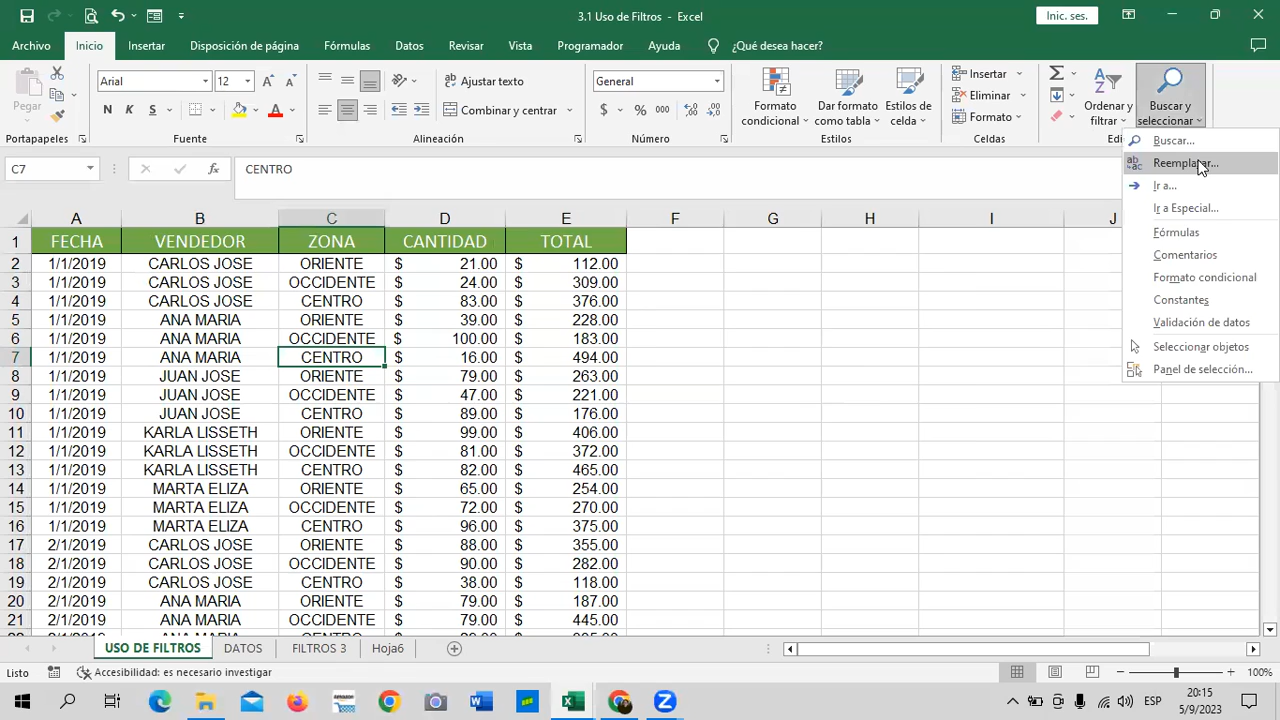 3.1 Uso de Filtros - Excel
Inic. ses.
Archivo Inicio Insertar Disposición de página Fórmulas Datos Revisar Vista Programador Ayuda ¿Qué desea hacer?
Pegar
Portapapeles
Arial 12
N K S
Fuente
Ajustar texto
Combinar y centrar
Alineación
General
$ % 000
Número
Formato condicional
Dar formato como tabla
Estilos de celda
Estilos
Insertar
Eliminar
Formato
Celdas
Ordenar y filtrar
Buscar y seleccionar
Buscar...
Reemplazar...
Ir a...
Ir a Especial...
Fórmulas
Comentarios
Formato condicional
Constantes
Validación de datos
Seleccionar objetos
Panel de selección...
C7 fx CENTRO
A B C D E F G H I J
1 FECHA VENDEDOR ZONA CANTIDAD TOTAL
2 1/1/2019 CARLOS JOSE ORIENTE $ 21.00 $ 112.00
3 1/1/2019 CARLOS JOSE OCCIDENTE $ 24.00 $ 309.00
4 1/1/2019 CARLOS JOSE CENTRO $ 83.00 $ 376.00
5 1/1/2019 ANA MARIA ORIENTE $ 39.00 $ 228.00
6 1/1/2019 ANA MARIA OCCIDENTE $ 100.00 $ 183.00
7 1/1/2019 ANA MARIA CENTRO $ 16.00 $ 494.00
8 1/1/2019 JUAN JOSE ORIENTE $ 79.00 $ 263.00
9 1/1/2019 JUAN JOSE OCCIDENTE $ 47.00 $ 221.00
10 1/1/2019 JUAN JOSE CENTRO $ 89.00 $ 176.00
11 1/1/2019 KARLA LISSETH ORIENTE $ 99.00 $ 406.00
12 1/1/2019 KARLA LISSETH OCCIDENTE $ 81.00 $ 372.00
13 1/1/2019 KARLA LISSETH CENTRO $ 82.00 $ 465.00
14 1/1/2019 MARTA ELIZA ORIENTE $ 65.00 $ 254.00
15 1/1/2019 MARTA ELIZA OCCIDENTE $ 72.00 $ 270.00
16 1/1/2019 MARTA ELIZA CENTRO $ 96.00 $ 375.00
17 2/1/2019 CARLOS JOSE ORIENTE $ 88.00 $ 355.00
18 2/1/2019 CARLOS JOSE OCCIDENTE $ 90.00 $ 282.00
19 2/1/2019 CARLOS JOSE CENTRO $ 38.00 $ 118.00
20 2/1/2019 ANA MARIA ORIENTE $ 79.00 $ 187.00
21 2/1/2019 ANA MARIA OCCIDENTE $ 79.00 $ 445.00
USO DE FILTROS DATOS FILTROS 3 Hoja6
Listo Accesibilidad: es necesario investigar 100%
ESP
20:15
5/9/2023